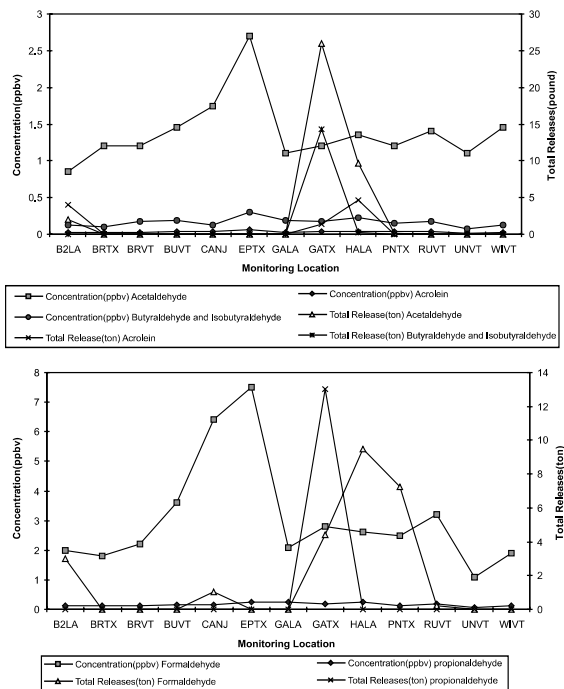 3
2.5
2
1.5
1
0.5
0
Concentration(ppbv)
30
25
20
15
10
5
0
Total Releases(pound)
B2LA BRTX BRVT BUVT CANJ EPTX GALA GATX HALA PNTX RUVT UNVT WIVT
Monitoring Location
Concentration(ppbv) Acetaldehyde
Concentration(ppbv) Acrolein
Concentration(ppbv) Butyraldehyde and Isobutyraldehyde
Total Release(ton) Acetaldehyde
Total Release(ton) Acrolein
Total Release(ton) Butyraldehyde and Isobutyraldehyde
8
7
6
5
4
3
2
1
0
Concentration(ppbv)
14
12
10
8
6
4
2
0
Total Releases(ton)
B2LA BRTX BRVT BUVT CANJ EPTX GALA GATX HALA PNTX RUVT UNVT WIVT
Monitoring Location
Concentration(ppbv) Formaldehyde
Concentration(ppbv) propionaldehyde
Total Releases(ton) Formaldehyde
Total Releases(ton) propionaldehyde